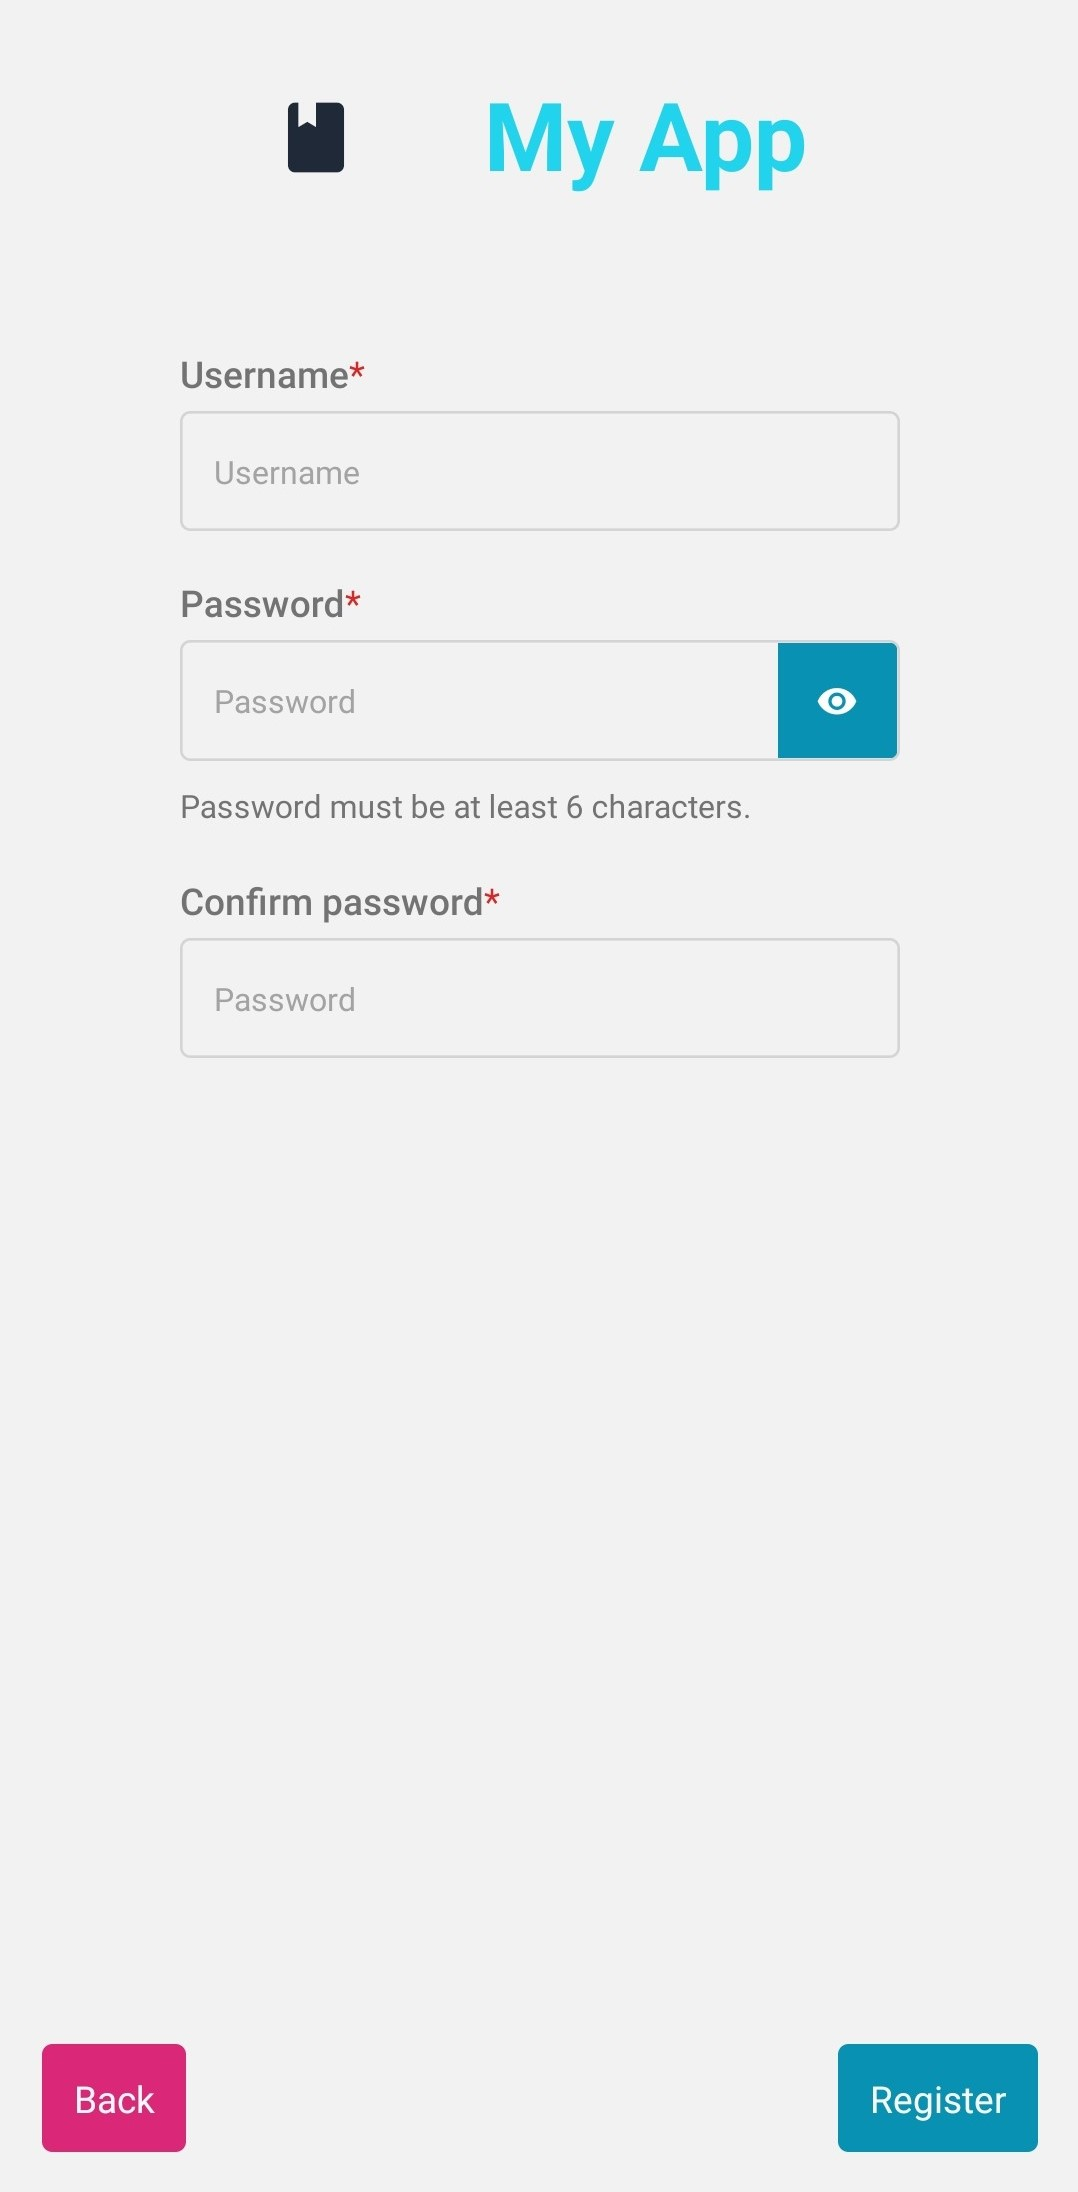 My App
Username*
Username
Password*
Password
Password must be at least 6 characters.
Confirm password*
Password
Back
Register